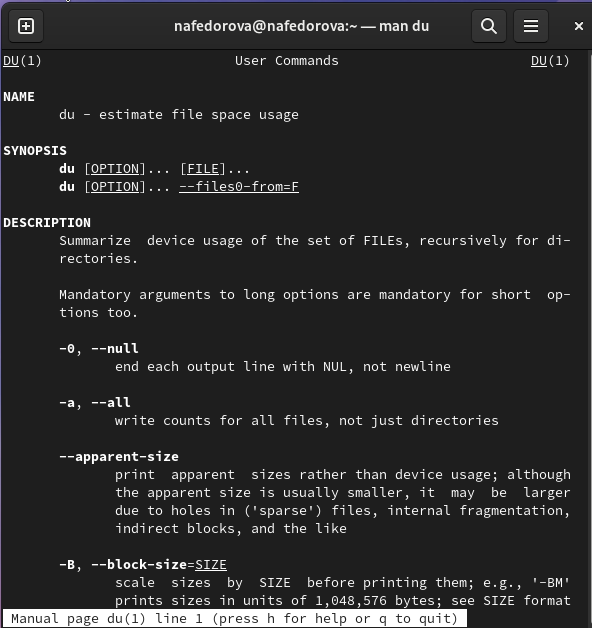 nafedorova@nafedorova:~ — man du
DU(1) User Commands DU(1)
NAME
du - estimate file space usage
SYNOPSIS
du [OPTION]... [FILE]...
du [OPTION]... --files0-from=F
DESCRIPTION
Summarize device usage of the set of FILEs, recursively for di-
rectories.
Mandatory arguments to long options are mandatory for short op-
tions too.
-0, --null
end each output line with NUL, not newline
-a, --all
write counts for all files, not just directories
--apparent-size
print apparent sizes rather than device usage; although
the apparent size is usually smaller, it may be larger
due to holes in ('sparse') files, internal fragmentation,
indirect blocks, and the like
-B, --block-size=SIZE
scale sizes by SIZE before printing them; e.g., '-BM'
prints sizes in units of 1,048,576 bytes; see SIZE format
Manual page du(1) line 1 (press h for help or q to quit)